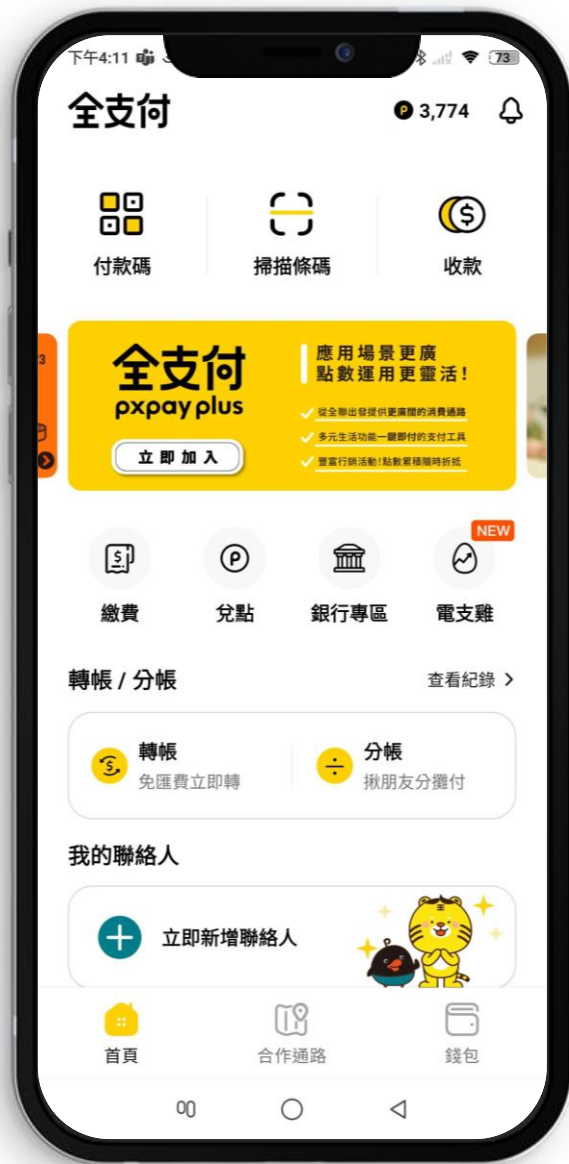 下午4:11
73
全支付
P 3,774
付款碼
掃描條碼
收款
3
全支付
pxpay plus
立即加入
應用場景更廣
點數運用更靈活!
從全聯出發提供更廣闊的消費通路
多元生活功能一鍵即付的支付工具
豐富行銷活動!點數累積隨時折抵
NEW
繳費
兌點
銀行專區
電支雞
轉帳 / 分帳
查看紀錄
轉帳
免匯費立即轉
分帳
揪朋友分攤付
我的聯絡人
立即新增聯絡人
王
首頁
合作通路
錢包